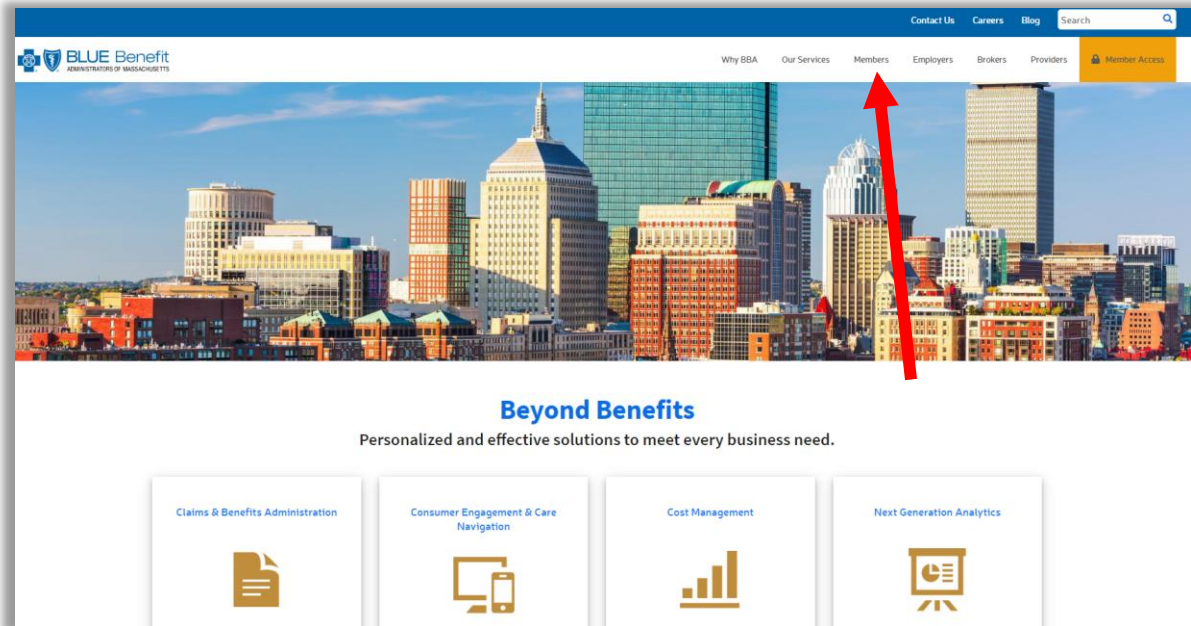 Contact Us Careers Blog Search
BLUE Benefit
ADMINISTRATORS OF MASSACHUSETTS
Why BBA Our Services Members Employers Brokers Providers Member Access
Beyond Benefits
Personalized and effective solutions to meet every business need.
Claims & Benefits Administration
Consumer Engagement & Care
Navigation
Cost Management
Next Generation Analytics